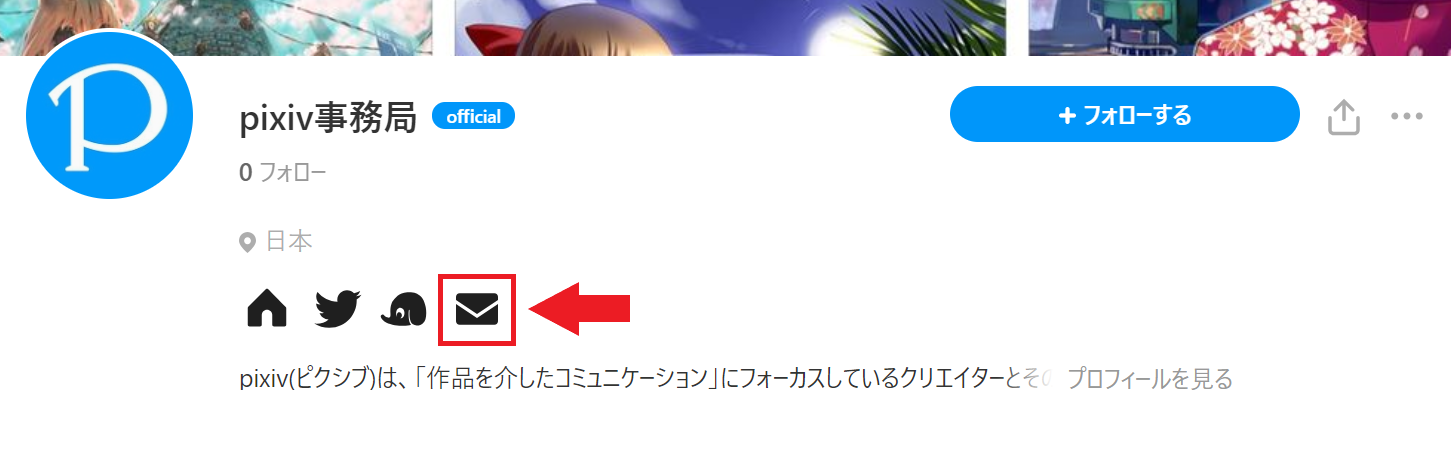 pixiv事務局 official
+ フォローする
0 フォロー
日本
pixiv(ピクシブ)は、「作品を介したコミュニケーション」にフォーカスしているクリエイターとその プロフィールを見る